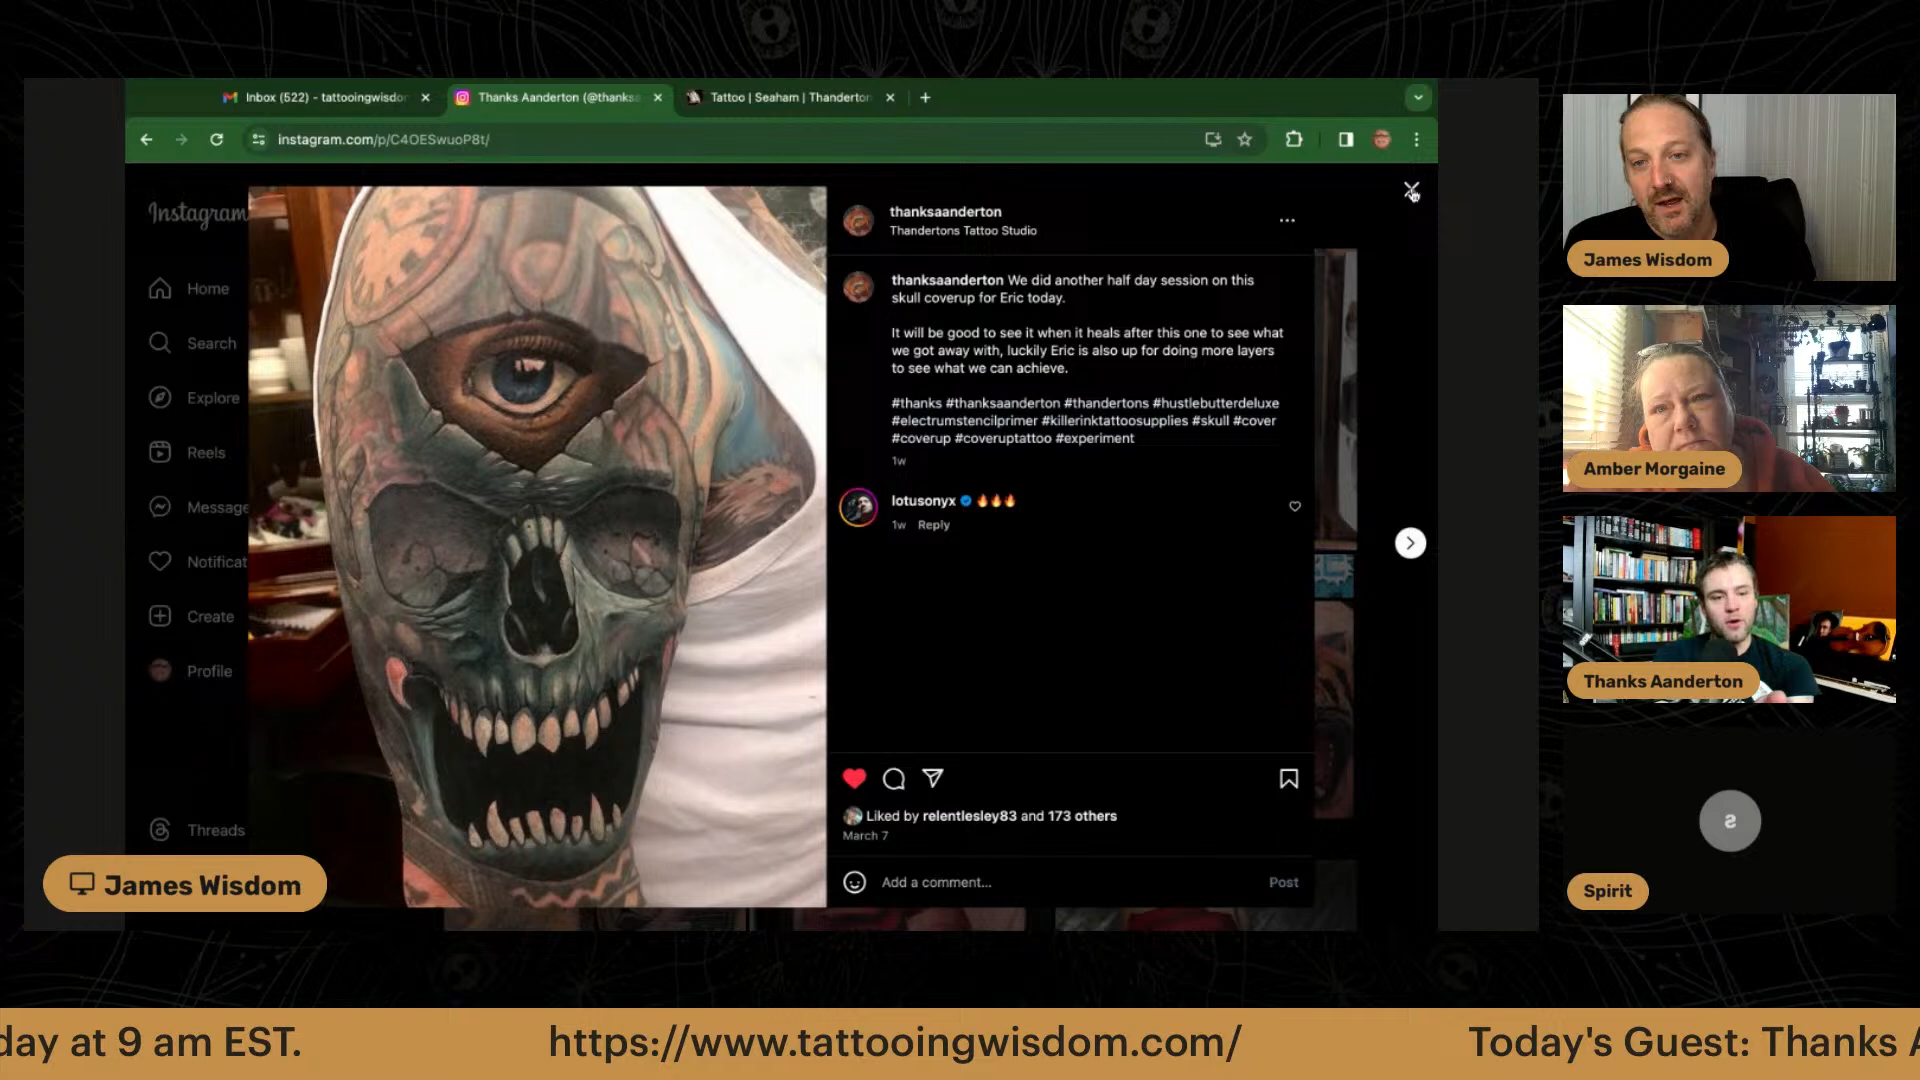 Inbox (522) - tattooingwisdor
Thanks Aanderton (@thanks
Tattoo | Seaham | Thanderton
instagram.com/p/C4OESwuoP8t/
Instagram
Home
Search
Explore
Reels
Message
Notificat
Create
Profile
Threads
thanksaanderton
Thandertons Tattoo Studio
thanksaanderton We did another half day session on this
skull coverup for Eric today.
It will be good to see it when it heals after this one to see what
we got away with, luckily Eric is also up for doing more layers
to see what we can achieve.
#thanks #thanksaanderton #thandertons #hustlebutterdeluxe
#electrumstencilprimer #killerinktattoosupplies #skull #cover
#coverup #coveruptattoo #experiment
1w
lotusonyx 🔥🔥🔥
1w Reply
Liked by relentlesley83 and 173 others
March 7
Add a comment...
Post
James Wisdom
James Wisdom
Amber Morgaine
Thanks Aanderton
S
Spirit
day at 9 am EST.
https://www.tattooingwisdom.com/
Today's Guest: Thanks A